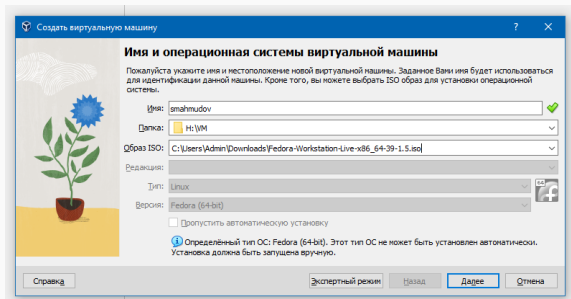 Создать виртуальную машину
? X
Имя и операционная системы виртуальной машины
Пожалуйста укажите имя и местоположение новой виртуальной машины. Заданное Вами имя будет использоваться
для идентификации данной машины. Кроме того, вы можете выбрать ISO образ для установки операционной
системы.
Имя: smahmudov
Папка: H:\VM
Образ ISO: C:\Users\Admin\Downloads\Fedora-Workstation-Live-x86_64-39-1.5.iso
Редакция:
Тип: Linux
64
Версия: Fedora (64-bit)
Пропустить автоматическую установку
Определённый тип ОС: Fedora (64-bit). Этот тип ОС не может быть установлен автоматически.
Установка должна быть запущена вручную.
Справка Экспертный режим Назад Далее Отмена